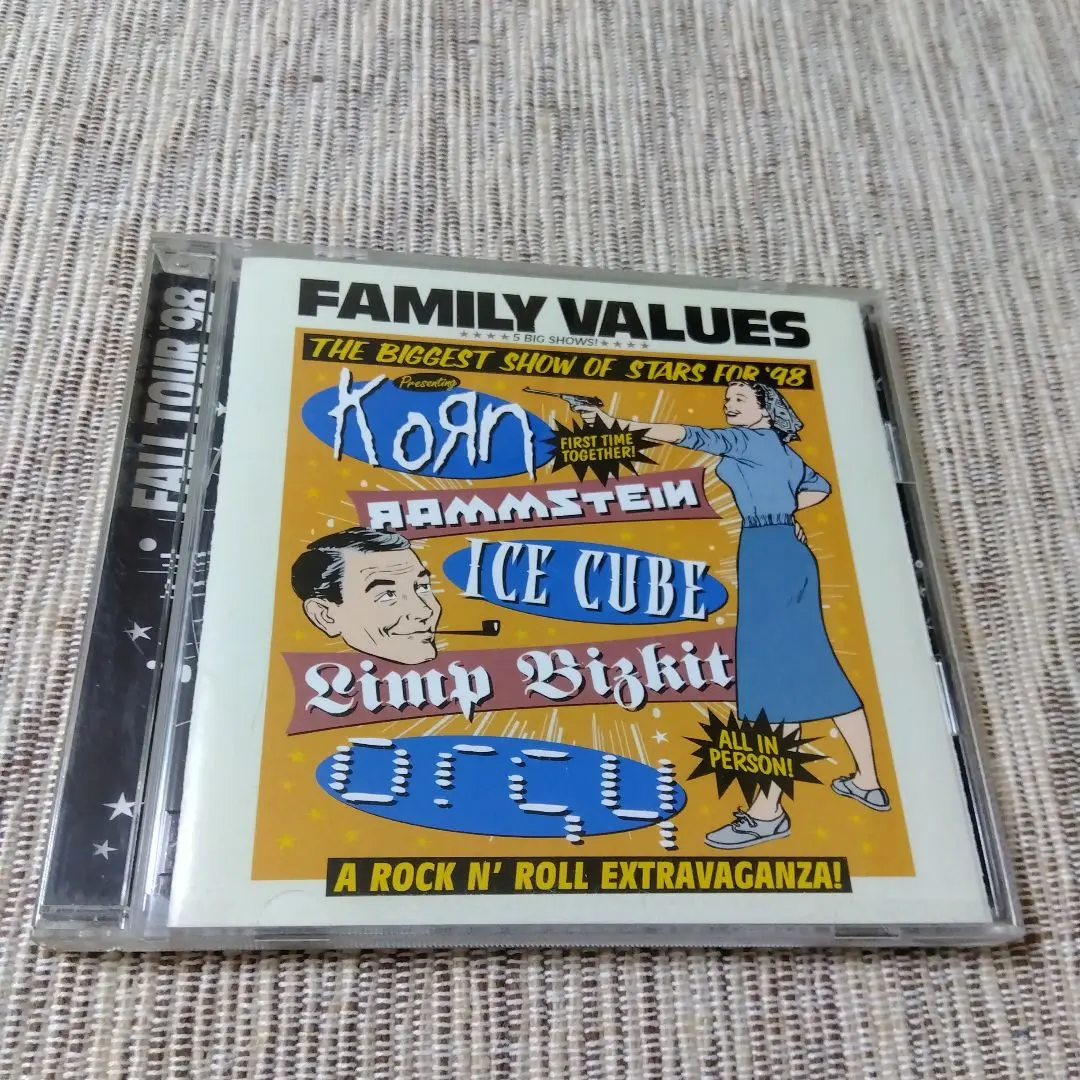 FALL TOUR '98
FAMILY VALUES
★★★★5 BIG SHOWS!★★★★
THE BIGGEST SHOW OF STARS FOR '98
Presenting
KoЯn
FIRST TIME
TOGETHER!
RAMMSTEIN
ICE CUBE
Limp Bizkit
orgy
ALL IN
PERSON!
A ROCK N' ROLL EXTRAVAGANZA!